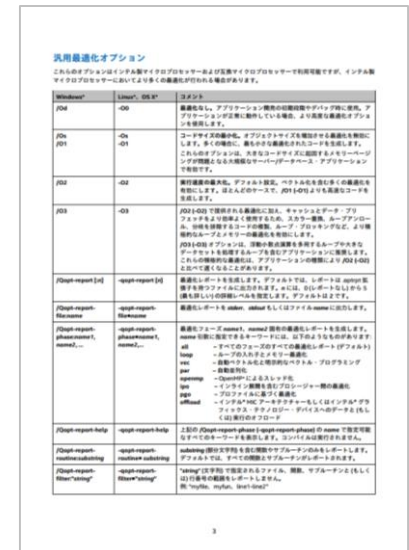 汎用最適化オプション
これらのオプションはインテル製マイクロプロセッサーおよび互換マイクロプロセッサーで利用可能ですが、インテル製
マイクロプロセッサーにおいてより多くの最適化が行われる場合があります。
Windows* Linux*, OS X* コメント
/Od -O0 最適化なし。アプリケーション開発の初期段階やデバッグ時に使用。ア
プリケーションが正常に動作している場合、より高度な最適化オプショ
ンを使用します。
/Os -Os コードサイズの最小化。オブジェクトサイズを増加させる最適化を無効に
/O1 -O1 します。多くの場合に、最も小さな最適化されたコードを生成します。
これらのオプションは、大きなコードサイズに起因するメモリーページ
ングが問題となる大規模なサーバー/データベース・アプリケーション
で有効です。
/O2 -O2 実行速度の最大化。デフォルト設定。ベクトル化を含む多くの最適化を
有効にします。ほとんどのケースで、/O1 (-O1) よりも高速なコードを
生成します。
/O3 -O3 /O2 (-O2) で提供される最適化に加え、キャッシュとデータ・プリ
フェッチをより効率よく使用するため、スカラー置換、ループアンロー
ル、分岐を排除するコードの複製、ループ・ブロッキングなど、より積
極的なループとメモリーの最適化を有効にします。
/O3 (-O3) オプションは、浮動小数点演算を多用するループや大きな
データセットを処理するループを含むアプリケーションに推奨します。
これらの積極的な最適化は、アプリケーションの種類により /O2 (-O2)
と比べて遅くなることがあります。
/Qopt-report [n] -qopt-report [n] 最適化レポートを生成します。デフォルトでは、レポートは .optrpt 拡
張子を持つファイルに出力されます。n には、0 (レポートなし) から 5
(最も詳しい) の詳細レベルを指定します。デフォルトは 2 です。
/Qopt-report- -qopt-report- 最適化レポートを stderr、stdout もしくはファイル name に出力します。
file:name file=name
/Qopt-report- -qopt-report- 最適化フェーズ name1、name2 固有の最適化レポートを生成します。
phase:name1, phase=name1, name 引数に指定できるキーワードには、以下のようなものがあります:
name2,... name2,...
all – すべてのフェーズのすべての最適化レポート (デフォルト)
loop – ループの入れ子とメモリー最適化
vec – 自動ベクトル化と明示的なベクトル・プログラミング
par – 自動並列化
openmp – OpenMP* によるスレッド化
ipo – インライン展開を含むプロシージャー間の最適化
pgo – プロファイルに基づく最適化
offload – インテル® MIC アーキテクチャーもしくはインテル® グラ
フィックス・テクノロジー・デバイスへのデータと (もし
くは) 実行のオフロード
/Qopt-report-help -qopt-report-help 上記の /Qopt-report-phase (-qopt-report-phase) の name で指定可能
なすべてのキーワードを表示します。コンパイルは実行されません。
/Qopt-report- -qopt-report- substring (部分文字列) を含む関数やサブルーチンのみをレポートします。
routine:substring routine=substring デフォルトでは、すべての関数とサブルーチンがレポートされます。
/Qopt-report- -qopt-report- "string" (文字列) で指定されるファイル、関数、サブルーチンと (もしく
filter:"string" filter="string" は) 行番号の範囲をレポートしません。
例: "myfile, myfun, line1-line2"
3